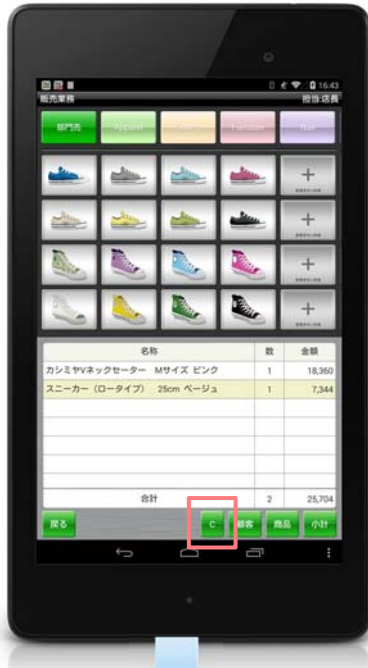 16:43
販売業務
担当:店長
部門売
Apparel
Furniture
名称 数 金額
カシミヤVネックセーター Mサイズ ピンク 1 18,360
スニーカー（ロータイプ） 25cm ベージュ 1 7,344
合計 2 25,704
戻る C 顧客 商品 小計